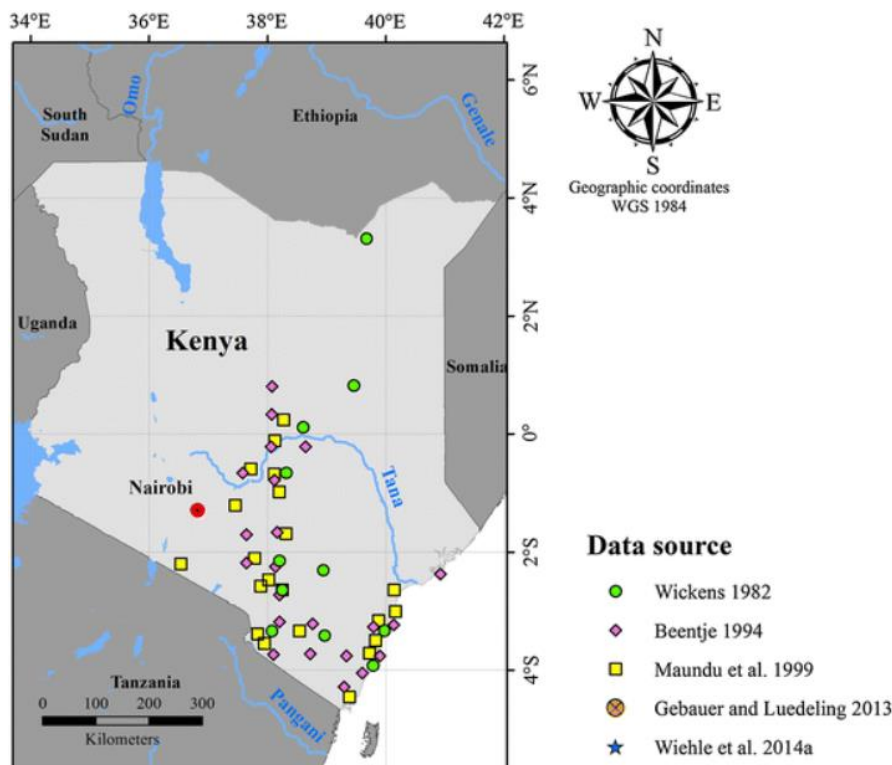 34°E 36°E 38°E 40°E 42°E
6°N
4°N
2°N
0°
2°S
4°S
N
W E
S
Geographic coordinates
WGS 1984
Omo
South
Sudan
Ethiopia
Genale
Uganda
Kenya
Somalia
Nairobi
Tana
Tanzania
Pangani
0 100 200 300
Kilometers
Data source
Wickens 1982
Beentje 1994
Maundu et al. 1999
Gebauer and Luedeling 2013
Wiehle et al. 2014a